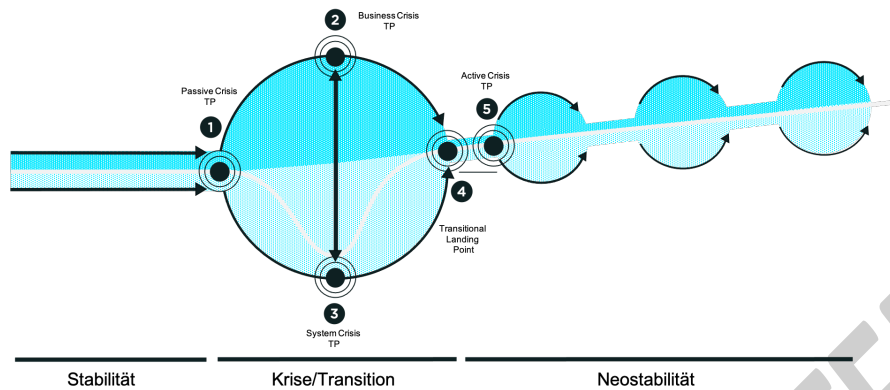 2
Business Crisis
TP
Passive Crisis
TP
1
Active Crisis
TP
5
4
Transitional
Landing
Point
3
System Crisis
TP
Stabilität
Krise/Transition
Neostabilität